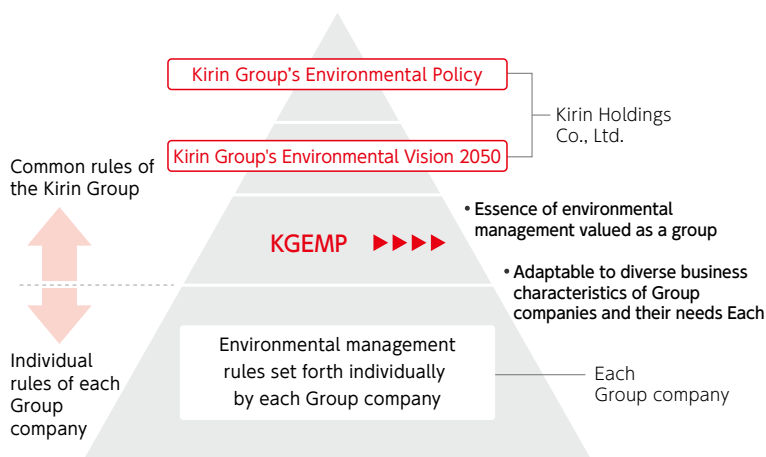 Kirin Group’s Environmental Policy
Kirin Holdings
Co., Ltd.
Kirin Group's Environmental Vision 2050
Common rules of
the Kirin Group
KGEMP
• Essence of environmental
management valued as a group
• Adaptable to diverse business
characteristics of Group
companies and their needs Each
Individual
rules of each
Group
company
Environmental management
rules set forth individually
by each Group company
Each
Group company